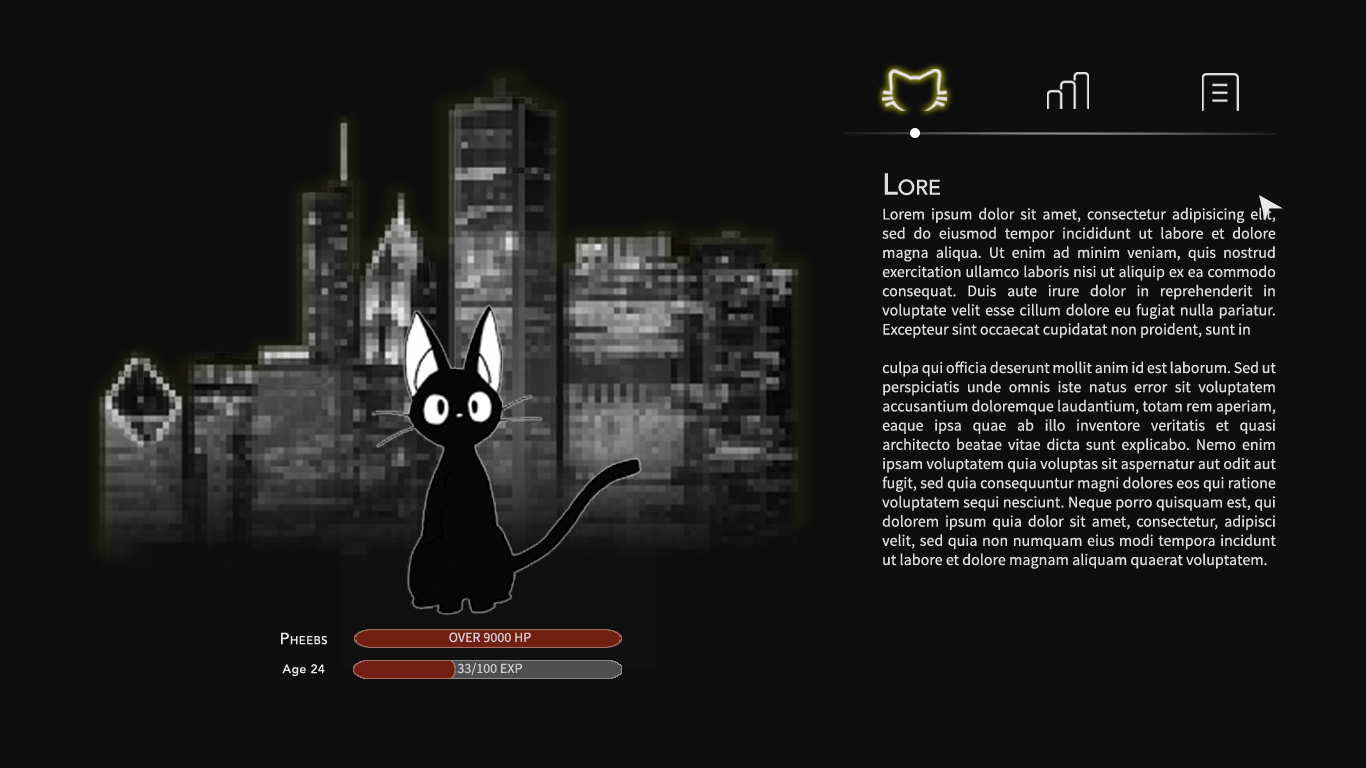 Lore
Lorem ipsum dolor sit amet, consectetur adipisicing elit,
sed do eiusmod tempor incididunt ut labore et dolore
magna aliqua. Ut enim ad minim veniam, quis nostrud
exercitation ullamco laboris nisi ut aliquip ex ea commodo
consequat. Duis aute irure dolor in reprehenderit in
voluptate velit esse cillum dolore eu fugiat nulla pariatur.
Excepteur sint occaecat cupidatat non proident, sunt in
culpa qui officia deserunt mollit anim id est laborum. Sed ut
perspiciatis unde omnis iste natus error sit voluptatem
accusantium doloremque laudantium, totam rem aperiam,
eaque ipsa quae ab illo inventore veritatis et quasi
architecto beatae vitae dicta sunt explicabo. Nemo enim
ipsam voluptatem quia voluptas sit aspernatur aut odit aut
fugit, sed quia consequuntur magni dolores eos qui ratione
voluptatem sequi nesciunt. Neque porro quisquam est, qui
dolorem ipsum quia dolor sit amet, consectetur, adipisci
velit, sed quia non numquam eius modi tempora incidunt
ut labore et dolore magnam aliquam quaerat voluptatem.
Pheebs
OVER 9000 HP
Age 24
33/100 EXP